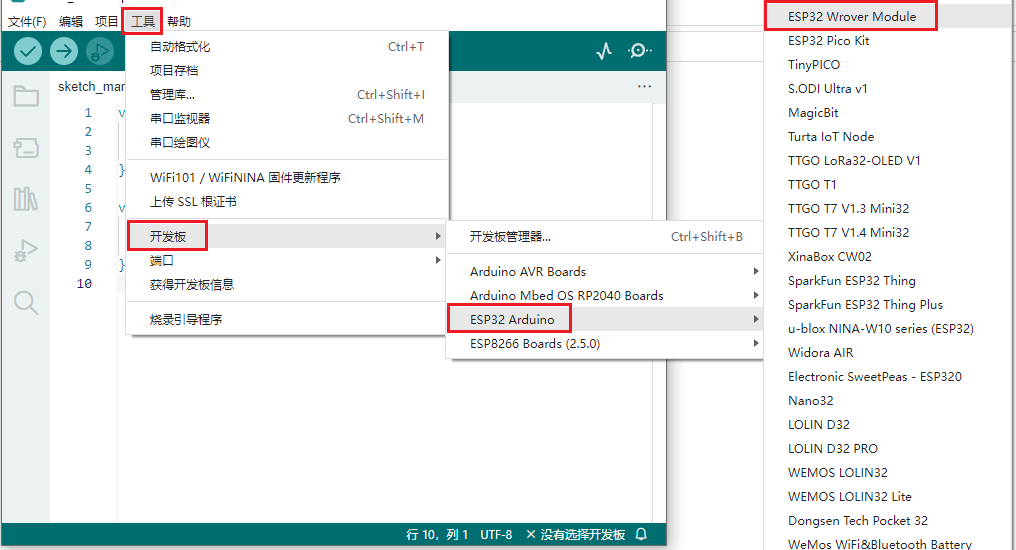 文件(F) 编辑 项目 工具 帮助
sketch_mar
...
1 v
2
3
4 }
5
6 v
7
8
9 }
10
自动格式化 Ctrl+T
项目存档
管理库... Ctrl+Shift+I
串口监视器 Ctrl+Shift+M
串口绘图仪
WiFi101 / WiFiNINA 固件更新程序
上传 SSL 根证书
开发板
端口
获得开发板信息
烧录引导程序
开发板管理器... Ctrl+Shift+B
Arduino AVR Boards
Arduino Mbed OS RP2040 Boards
ESP32 Arduino
ESP8266 Boards (2.5.0)
ESP32 Wrover Module
ESP32 Pico Kit
TinyPICO
S.ODI Ultra v1
MagicBit
Turta IoT Node
TTGO LoRa32-OLED V1
TTGO T1
TTGO T7 V1.3 Mini32
TTGO T7 V1.4 Mini32
XinaBox CW02
SparkFun ESP32 Thing
SparkFun ESP32 Thing Plus
u-blox NINA-W10 series (ESP32)
Widora AIR
Electronic SweetPeas - ESP320
Nano32
LOLIN D32
LOLIN D32 PRO
WEMOS LOLIN32
WEMOS LOLIN32 Lite
Dongsen Tech Pocket 32
WeMos WiFi&Bluetooth Battery
行 10，列 1 UTF-8 × 没有选择开发板